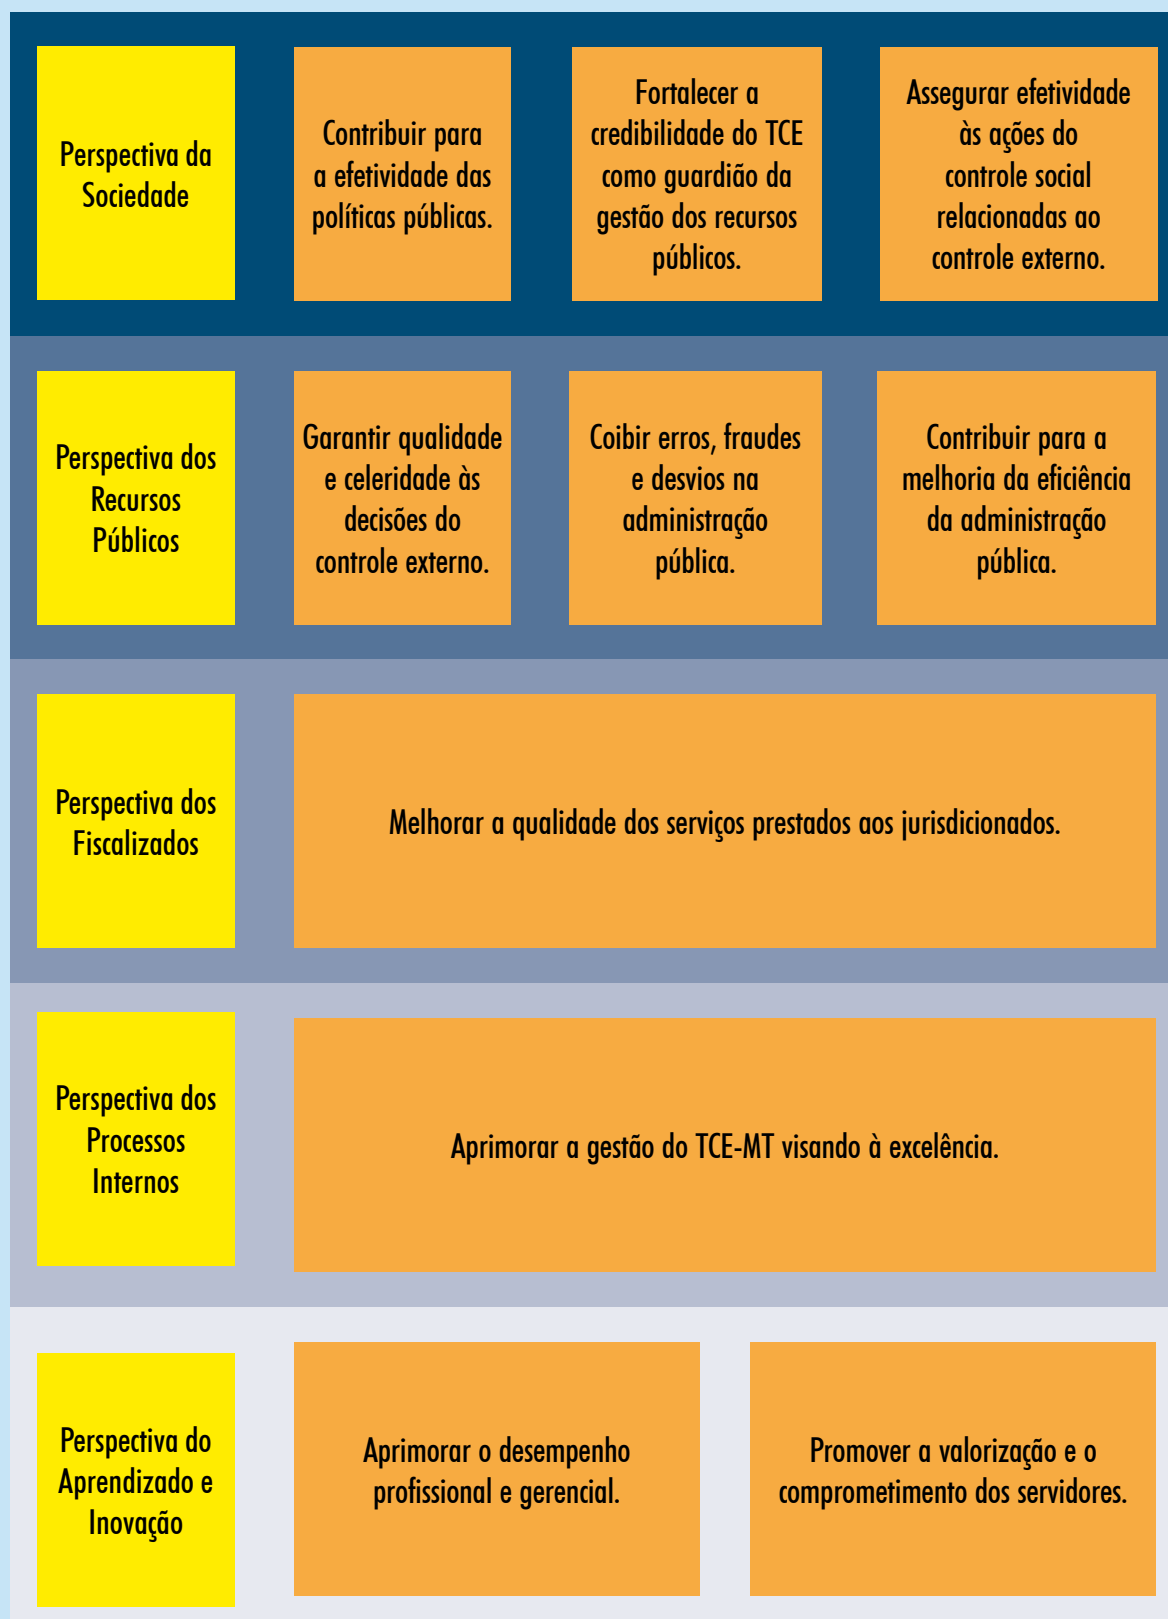 Perspectiva da
Sociedade
Contribuir para
a efetividade das
políticas públicas.
Fortalecer a
credibilidade do TCE
como guardião da
gestão dos recursos
públicos.
Assegurar efetividade
às ações do
controle social
relacionadas ao
controle externo.
Perspectiva dos
Recursos
Públicos
Garantir qualidade
e celeridade às
decisões do
controle externo.
Coibir erros, fraudes
e desvios na
administração
pública.
Contribuir para a
melhoria da eficiência
da administração
pública.
Perspectiva dos
Fiscalizados
Melhorar a qualidade dos serviços prestados aos jurisdicionados.
Perspectiva dos
Processos
Internos
Aprimorar a gestão do TCE-MT visando à excelência.
Perspectiva do
Aprendizado e
Inovação
Aprimorar o desempenho
profissional e gerencial.
Promover a valorização e o
comprometimento dos servidores.